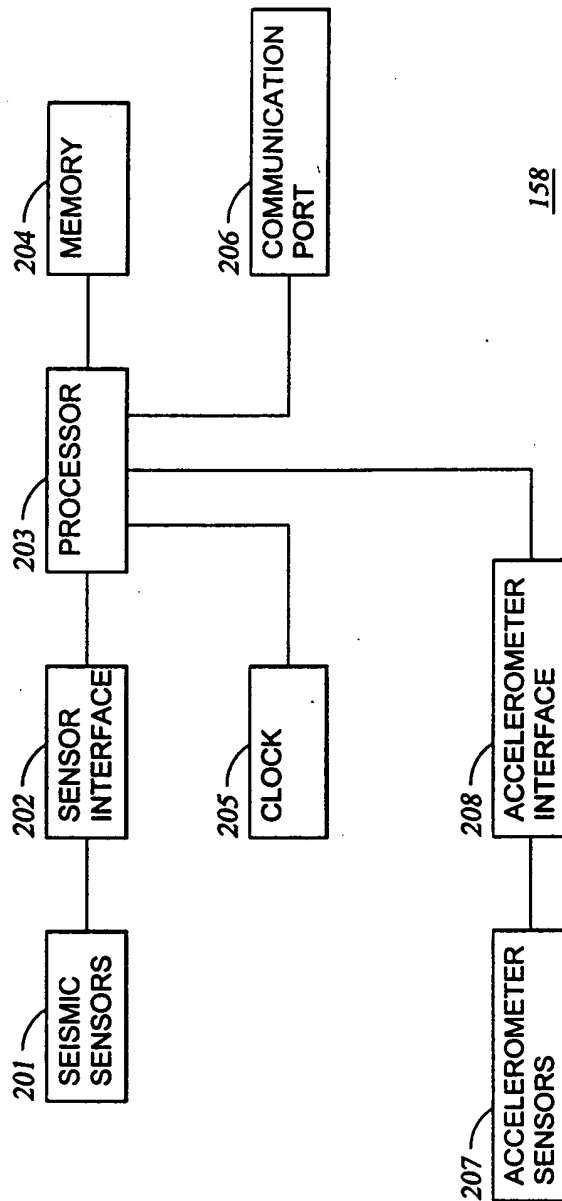 201
SEISMIC
SENSORS
202
SENSOR
INTERFACE
203
PROCESSOR
204
MEMORY
205
CLOCK
206
COMMUNICATION
PORT
207
ACCELEROMETER
SENSORS
208
ACCELEROMETER
INTERFACE
158